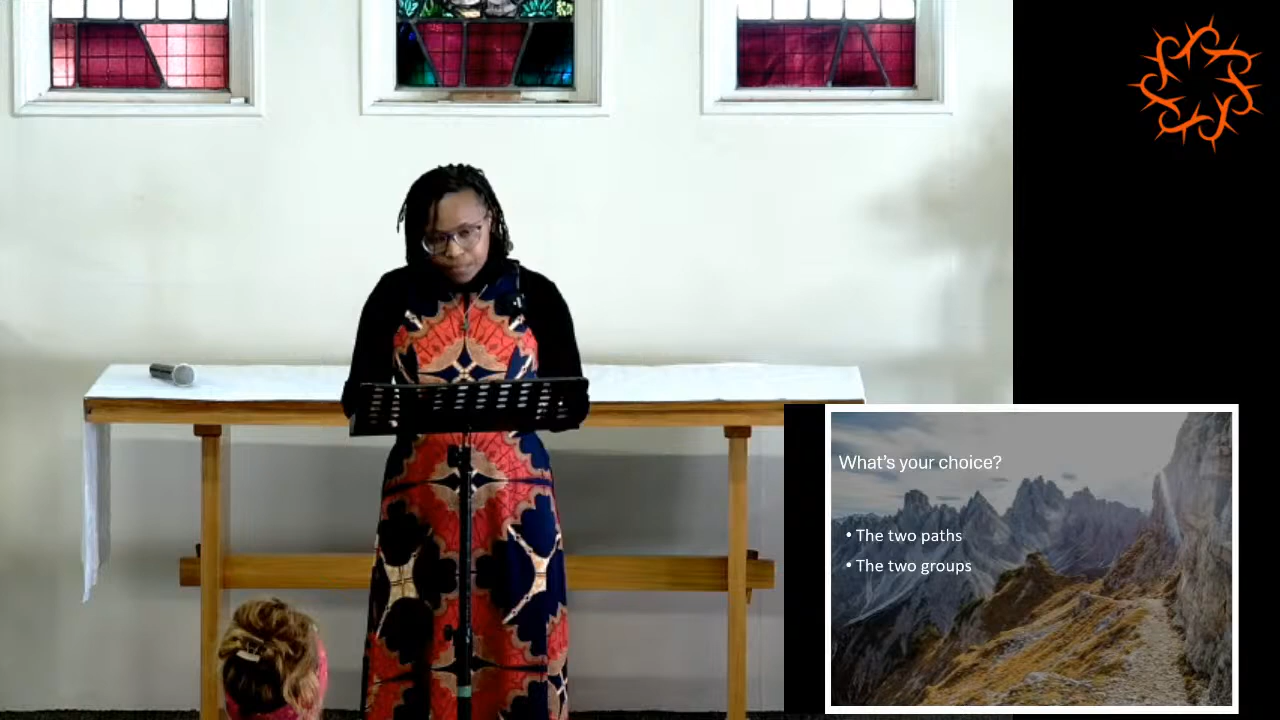 What's your choice?
• The two paths
• The two groups